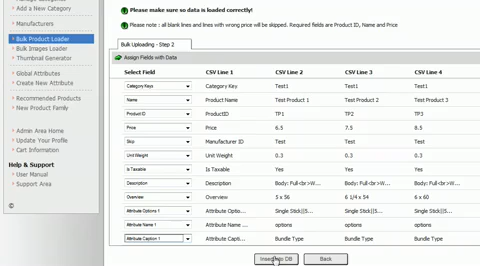 Add a New Category
Manufacturers
Bulk Product Loader
Bulk Images Loader
Thumbnail Generator
Global Attributes
Create New Attribute
Recommended Products
New Product Family
Admin Area Home
Update Your Profile
Cart Information
Help & Support
User Manual
Support Area
©
Please make sure so data is loaded correctly!
Please note : all blank lines and lines with wrong price will be skipped. Required fields are Product ID, Name and Price
Bulk Uploading - Step 2
Assign Fields with Data
Select Field CSV Line 1 CSV Line 2 CSV Line 3 CSV Line 4
Category Keys Category Key Test1 Test1 Test1
Name Product Name Test Product 1 Test Product 2 Test Product 3
Product ID ProductID TP1 TP2 TP3
Price Price 6.5 7.5 8.5
Skip Manufacturer ID Test Test Test
Unit Weight Unit Weight 0.3 0.3 0.3
Is Taxable Is Taxable Yes Yes Yes
Description Description Body: Full<br>W... Body: Full<br>W... Body: Full<br>W...
Overview Overview 5 x 56 6 1/4 x 54 6 x 60
Attribute Options 1 Attribute Optio... Single Stick||5... Single Stick||5... Single Stick||5...
Attribute Name 1 Attribute Name ... options options options
Attribute Caption 1 Attribute Capti... Bundle Type Bundle Type Bundle Type
Insert into DB Back